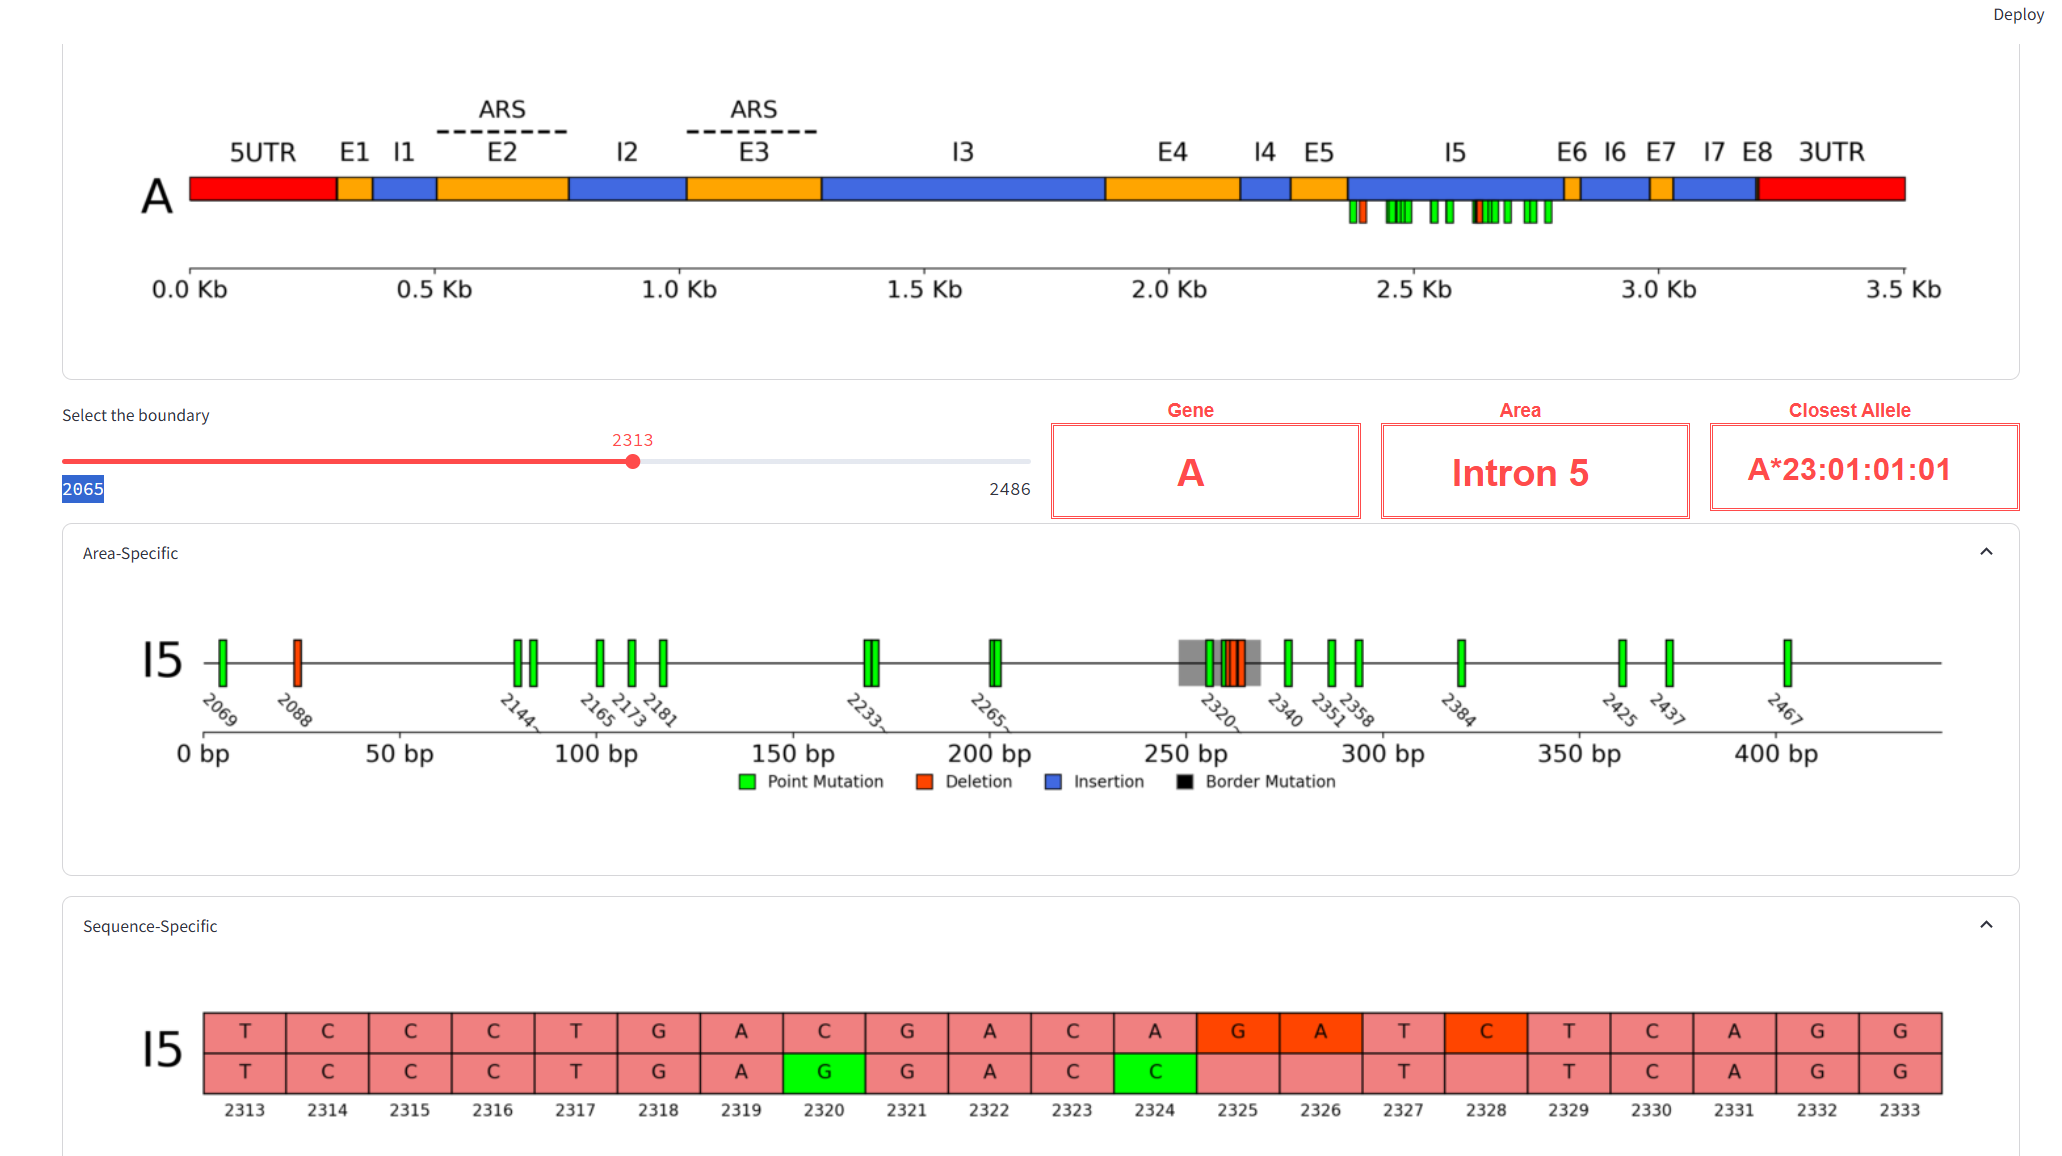 Deploy
ARS ARS
5UTR E1 I1 E2 I2 E3 I3 E4 I4 E5 I5 E6 I6 E7 I7 E8 3UTR
A
0.0 Kb 0.5 Kb 1.0 Kb 1.5 Kb 2.0 Kb 2.5 Kb 3.0 Kb 3.5 Kb
Select the boundary
2313
2065 2486
Gene Area Closest Allele
A Intron 5 A*23:01:01:01
Area-Specific
I5
2069 2088 2144~ 2165 2173 2181 2233~ 2265~ 2320~ 2340 2351 2358 2384 2425 2437 2467
0 bp 50 bp 100 bp 150 bp 200 bp 250 bp 300 bp 350 bp 400 bp
Point Mutation Deletion Insertion Border Mutation
Sequence-Specific
I5
T C C C T G A C G A C A G A T C T C A G G
T C C C T G A G G A C C T T C A G G
2313 2314 2315 2316 2317 2318 2319 2320 2321 2322 2323 2324 2325 2326 2327 2328 2329 2330 2331 2332 2333